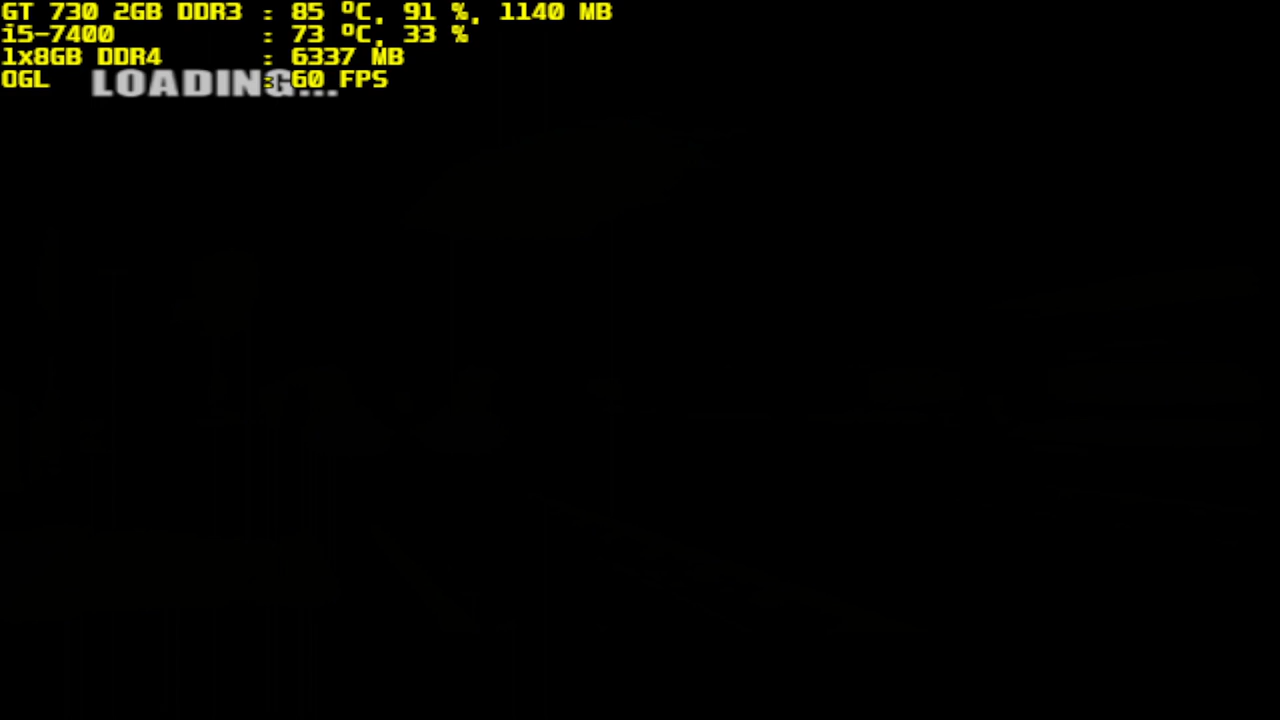 GT 730 2GB DDR3 : 85 ºC, 91 %, 1140 MB
i5-7400 : 73 ºC, 33 %
1x8GB DDR4 : 6337 MB
OGL : 60 FPS
LOADING...